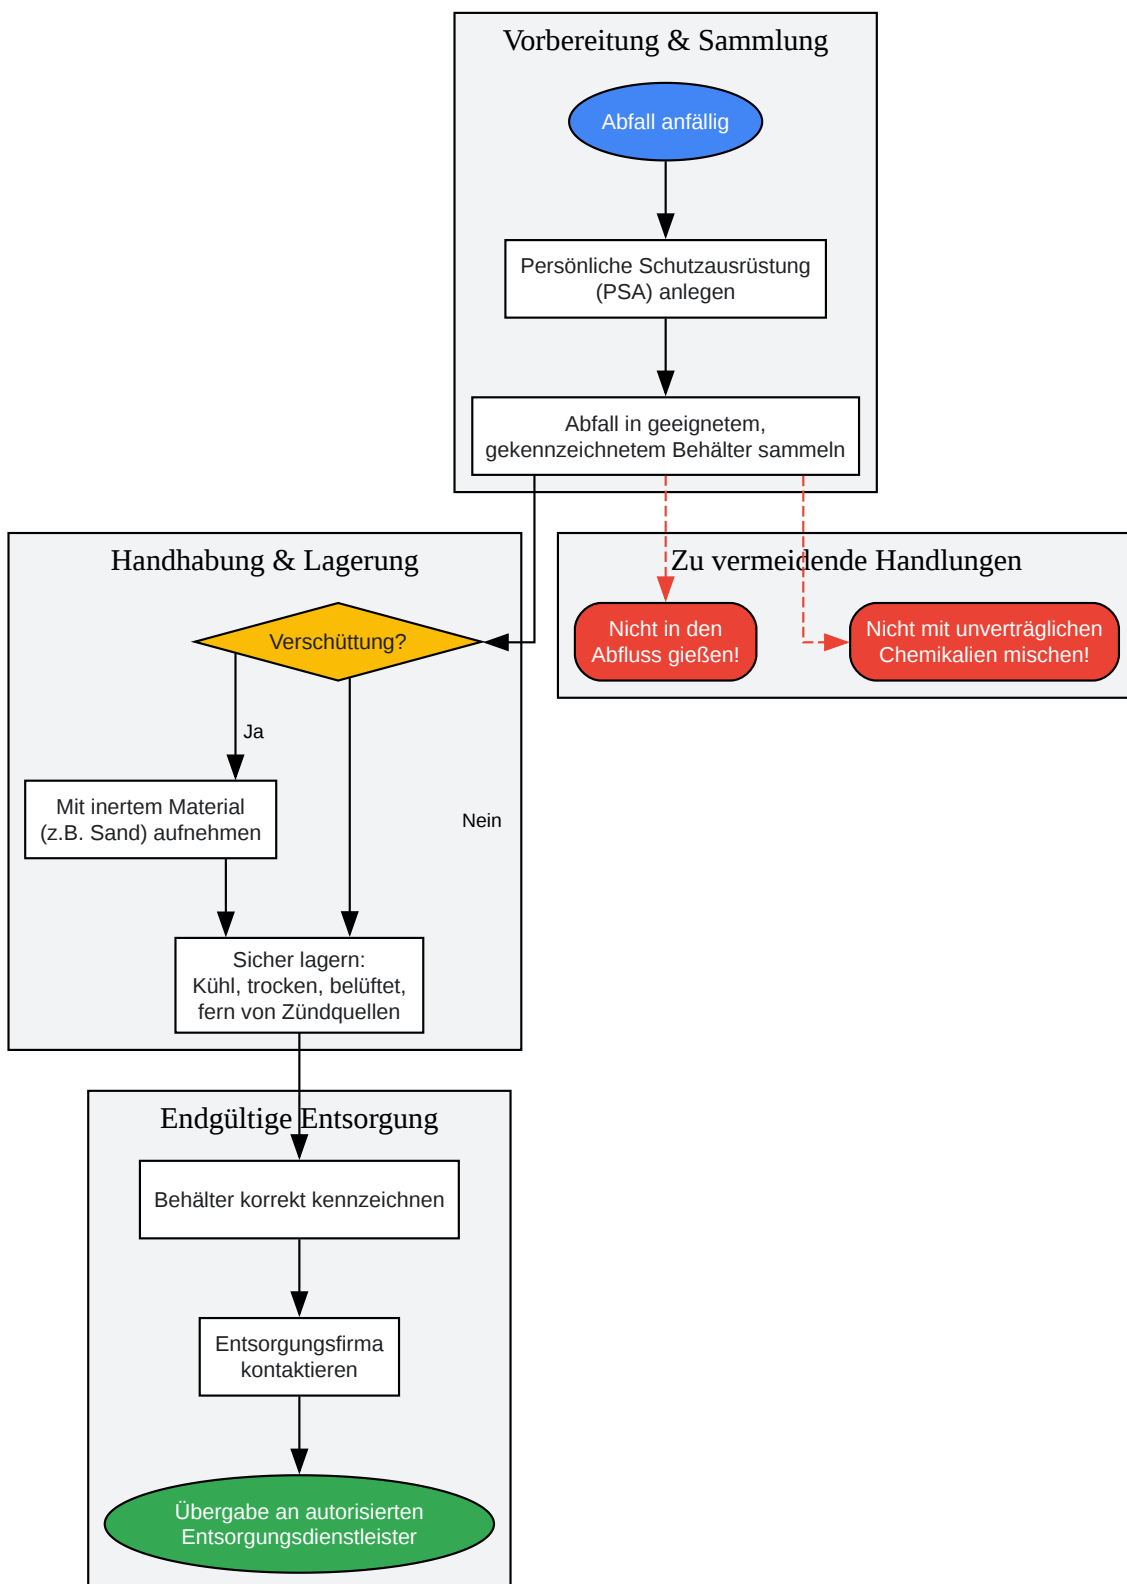 Vorbereitung & Sammlung
Abfall anfällig
Persönliche Schutzausrüstung
(PSA) anlegen
Abfall in geeignetem,
gekennzeichnetem Behälter sammeln
Handhabung & Lagerung
Verschüttung?
Ja
Mit inertem Material
(z.B. Sand) aufnehmen
Nein
Sicher lagern:
Kühl, trocken, belüftet,
fern von Zündquellen
Zu vermeidende Handlungen
Nicht in den
Abfluss gießen!
Nicht mit unverträglichen
Chemikalien mischen!
Endgültige Entsorgung
Behälter korrekt kennzeichnen
Entsorgungsfirma
kontaktieren
Übergabe an autorisierten
Entsorgungsdienstleister